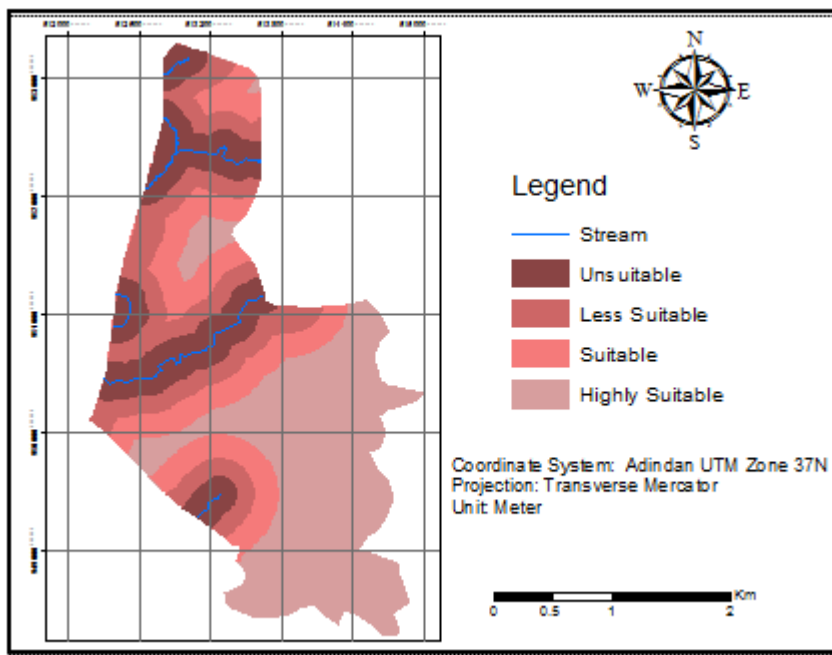 N
W
E
S
Legend
Stream
Unsuitable
Less Suitable
Suitable
Highly Suitable
Coordinate System: Adindan UTM Zone 37N
Projection: Transverse Mercator
Unit: Meter
Km
0 0.5 1 2